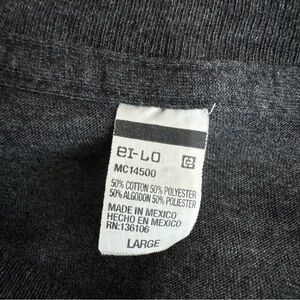 eI-LO
MC14500
50% COTTON 50% POLYESTER
50% ALGODON 50% POLIESTER
MADE IN MEXICO
HECHO EN MEXICO
RN:136106
LARGE